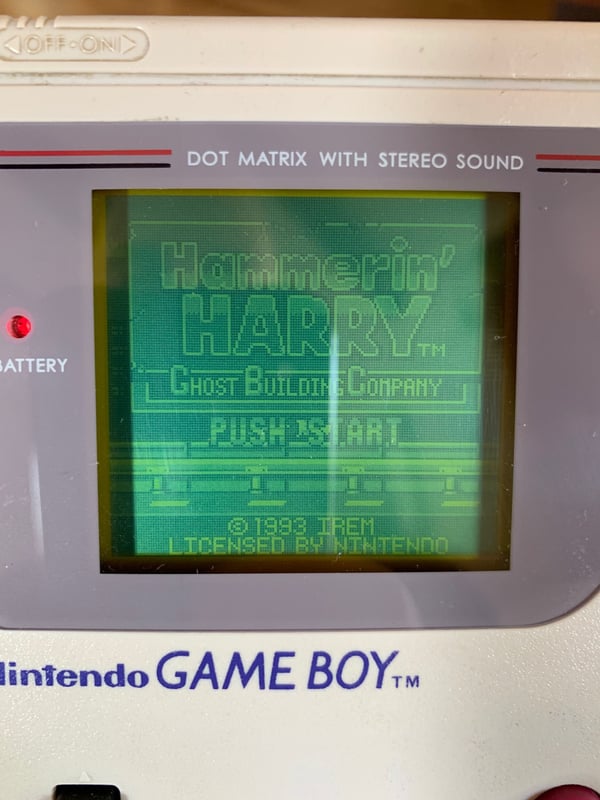 OFF•ON
DOT MATRIX WITH STEREO SOUND
Hammerin'
HARRY™
GHOST BUILDING COMPANY
PUSH START
© 1993 IREM
LICENSED BY NINTENDO
BATTERY
Nintendo GAME BOY™